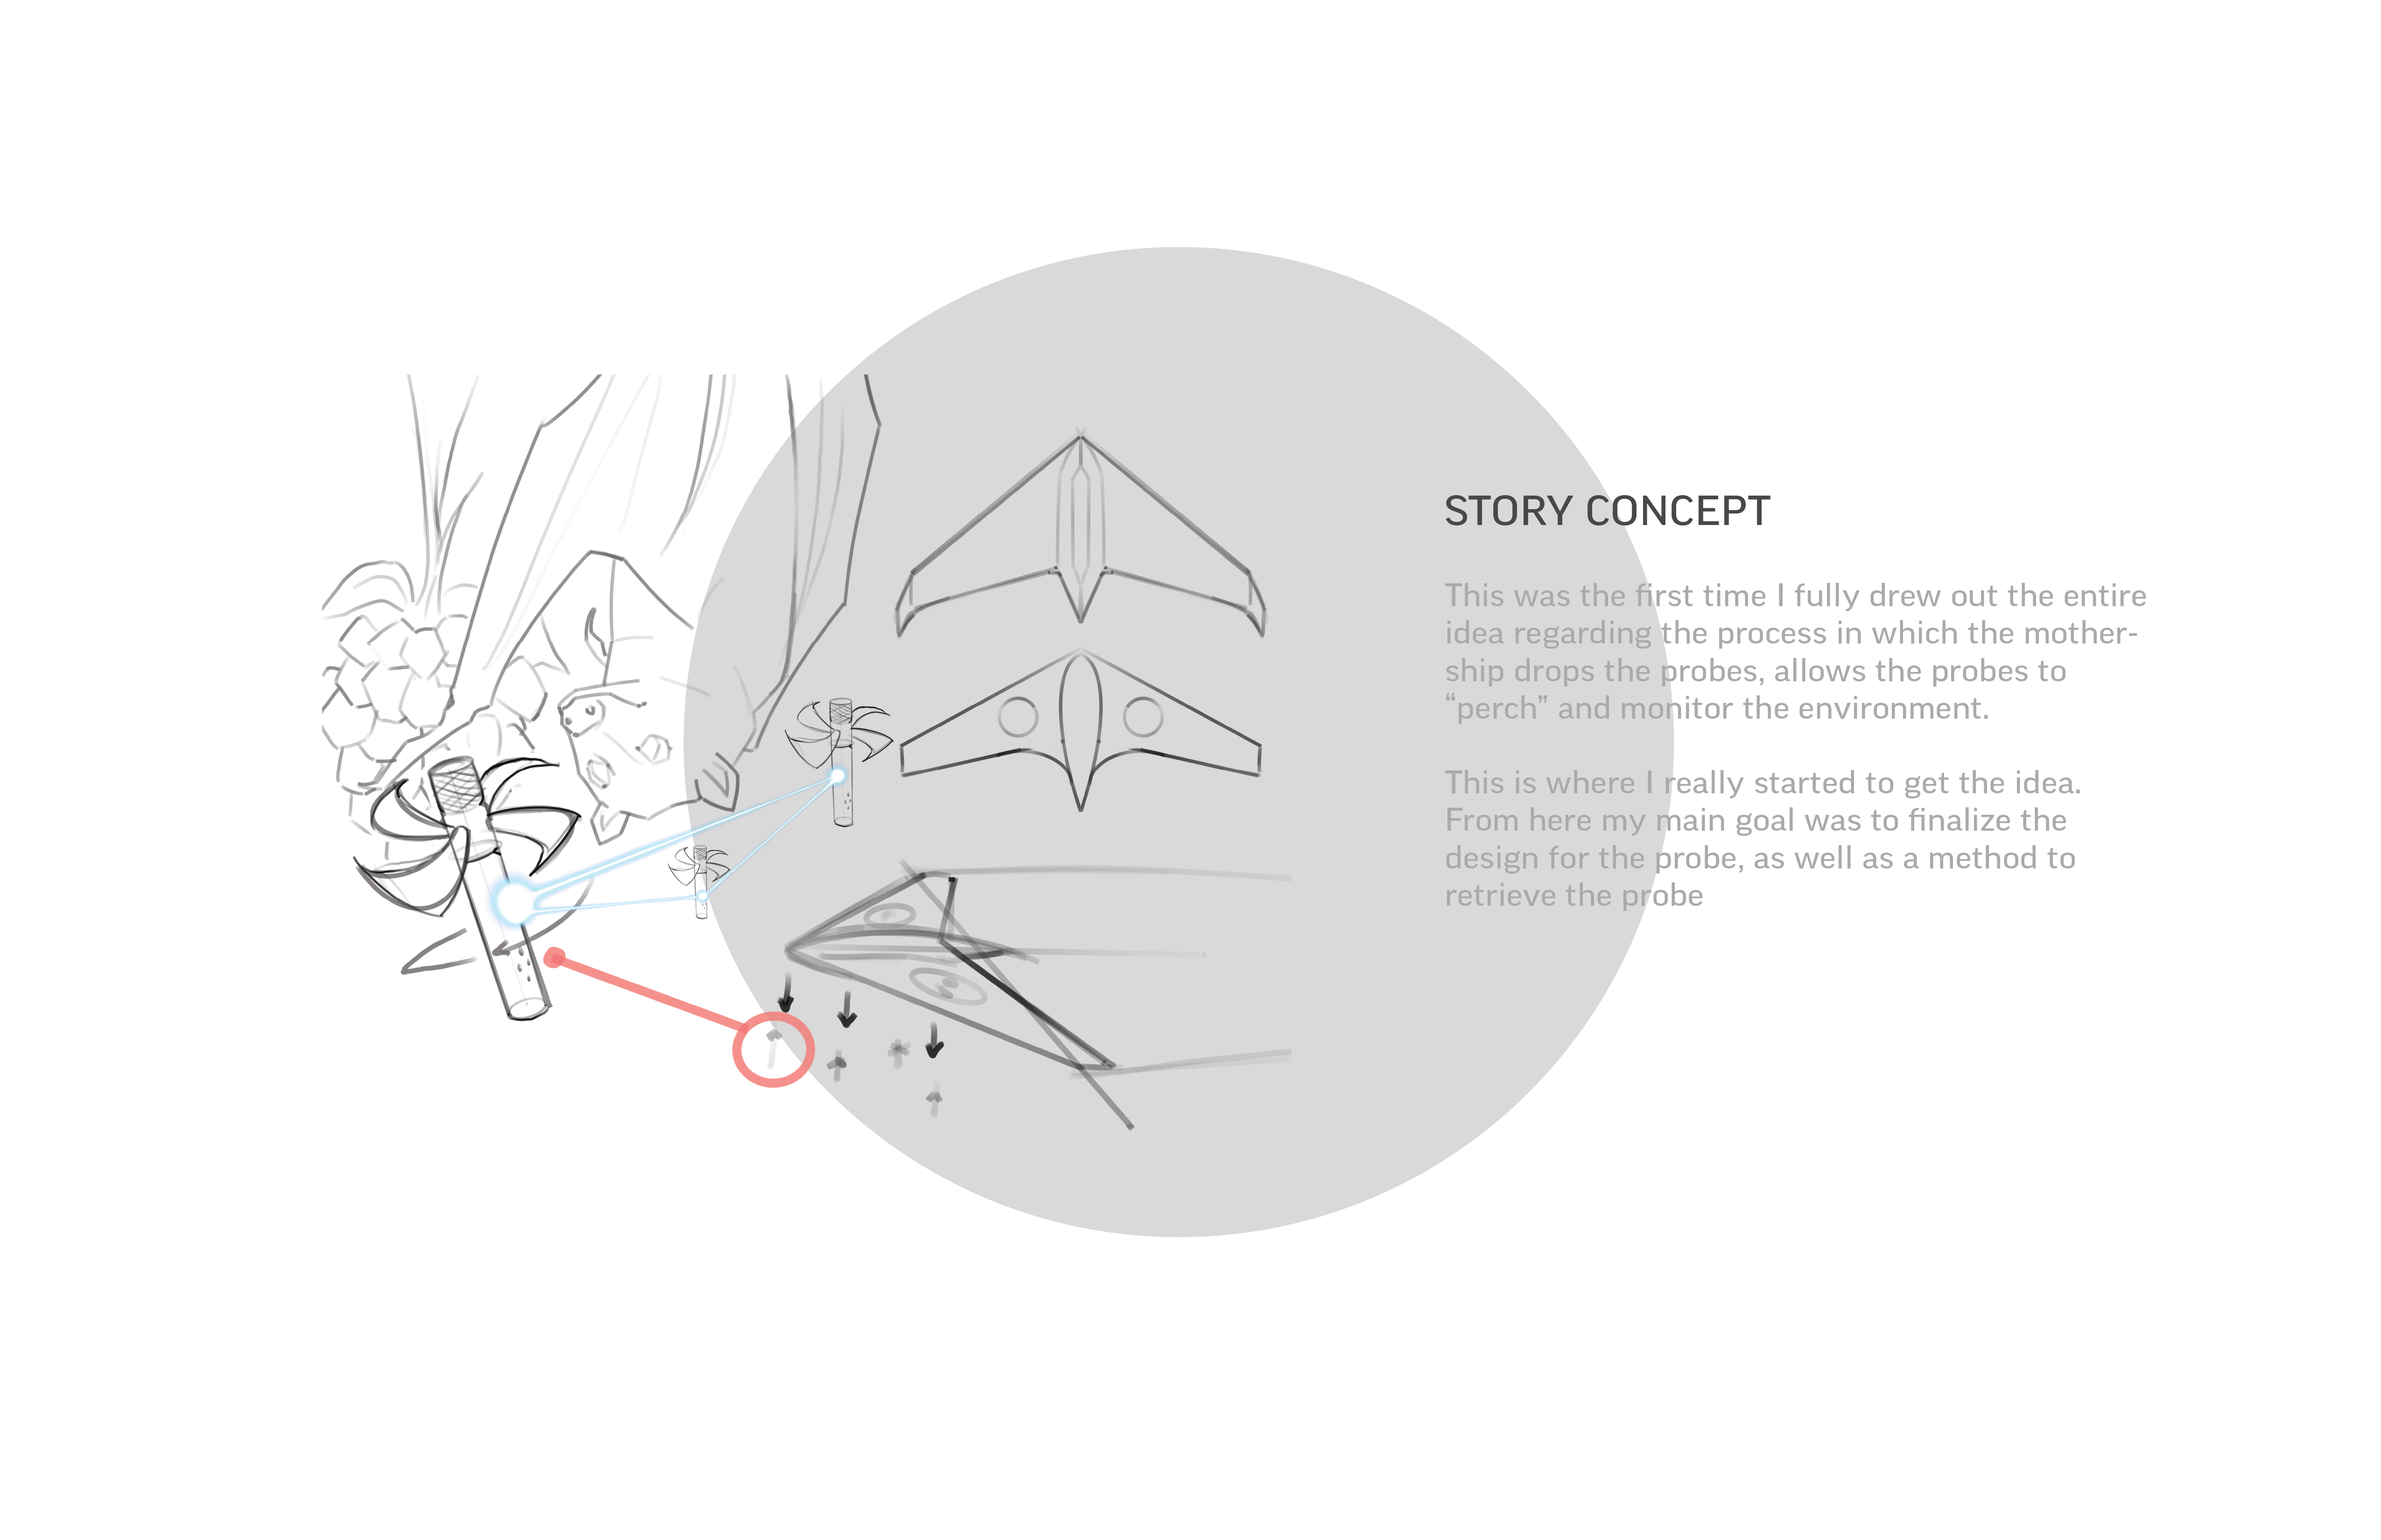 STORY CONCEPT
This was the first time I fully drew out the entire
idea regarding the process in which the mother-
ship drops the probes, allows the probes to
“perch” and monitor the environment.
This is where I really started to get the idea.
From here my main goal was to finalize the
design for the probe, as well as a method to
retrieve the probe